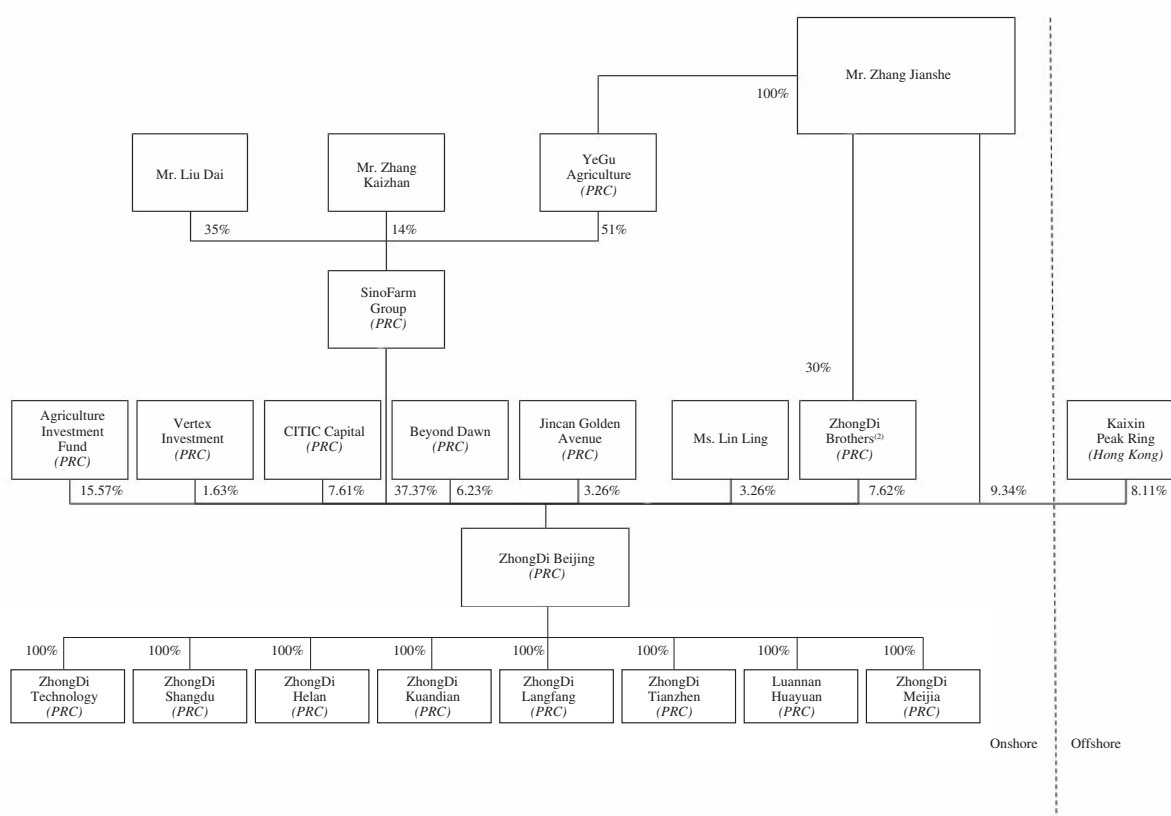 Mr. Zhang Jianshe
100%
Mr. Liu Dai
Mr. Zhang
Kaizhan
YeGu
Agriculture
(PRC)
35%
14%
51%
SinoFarm
Group
(PRC)
30%
Agriculture
Investment
Fund
(PRC)
Vertex
Investment
(PRC)
CITIC Capital
(PRC)
Beyond Dawn
(PRC)
Jincan Golden
Avenue
(PRC)
Ms. Lin Ling
ZhongDi
Brothers(2)
(PRC)
Kaixin
Peak Ring
(Hong Kong)
15.57%
1.63%
7.61%
37.37%
6.23%
3.26%
3.26%
7.62%
9.34%
8.11%
ZhongDi Beijing
(PRC)
100%
100%
100%
100%
100%
100%
100%
100%
ZhongDi
Technology
(PRC)
ZhongDi
Shangdu
(PRC)
ZhongDi
Helan
(PRC)
ZhongDi
Kuandian
(PRC)
ZhongDi
Langfang
(PRC)
ZhongDi
Tianzhen
(PRC)
Luannan
Huayuan
(PRC)
ZhongDi
Meijia
(PRC)
Onshore
Offshore